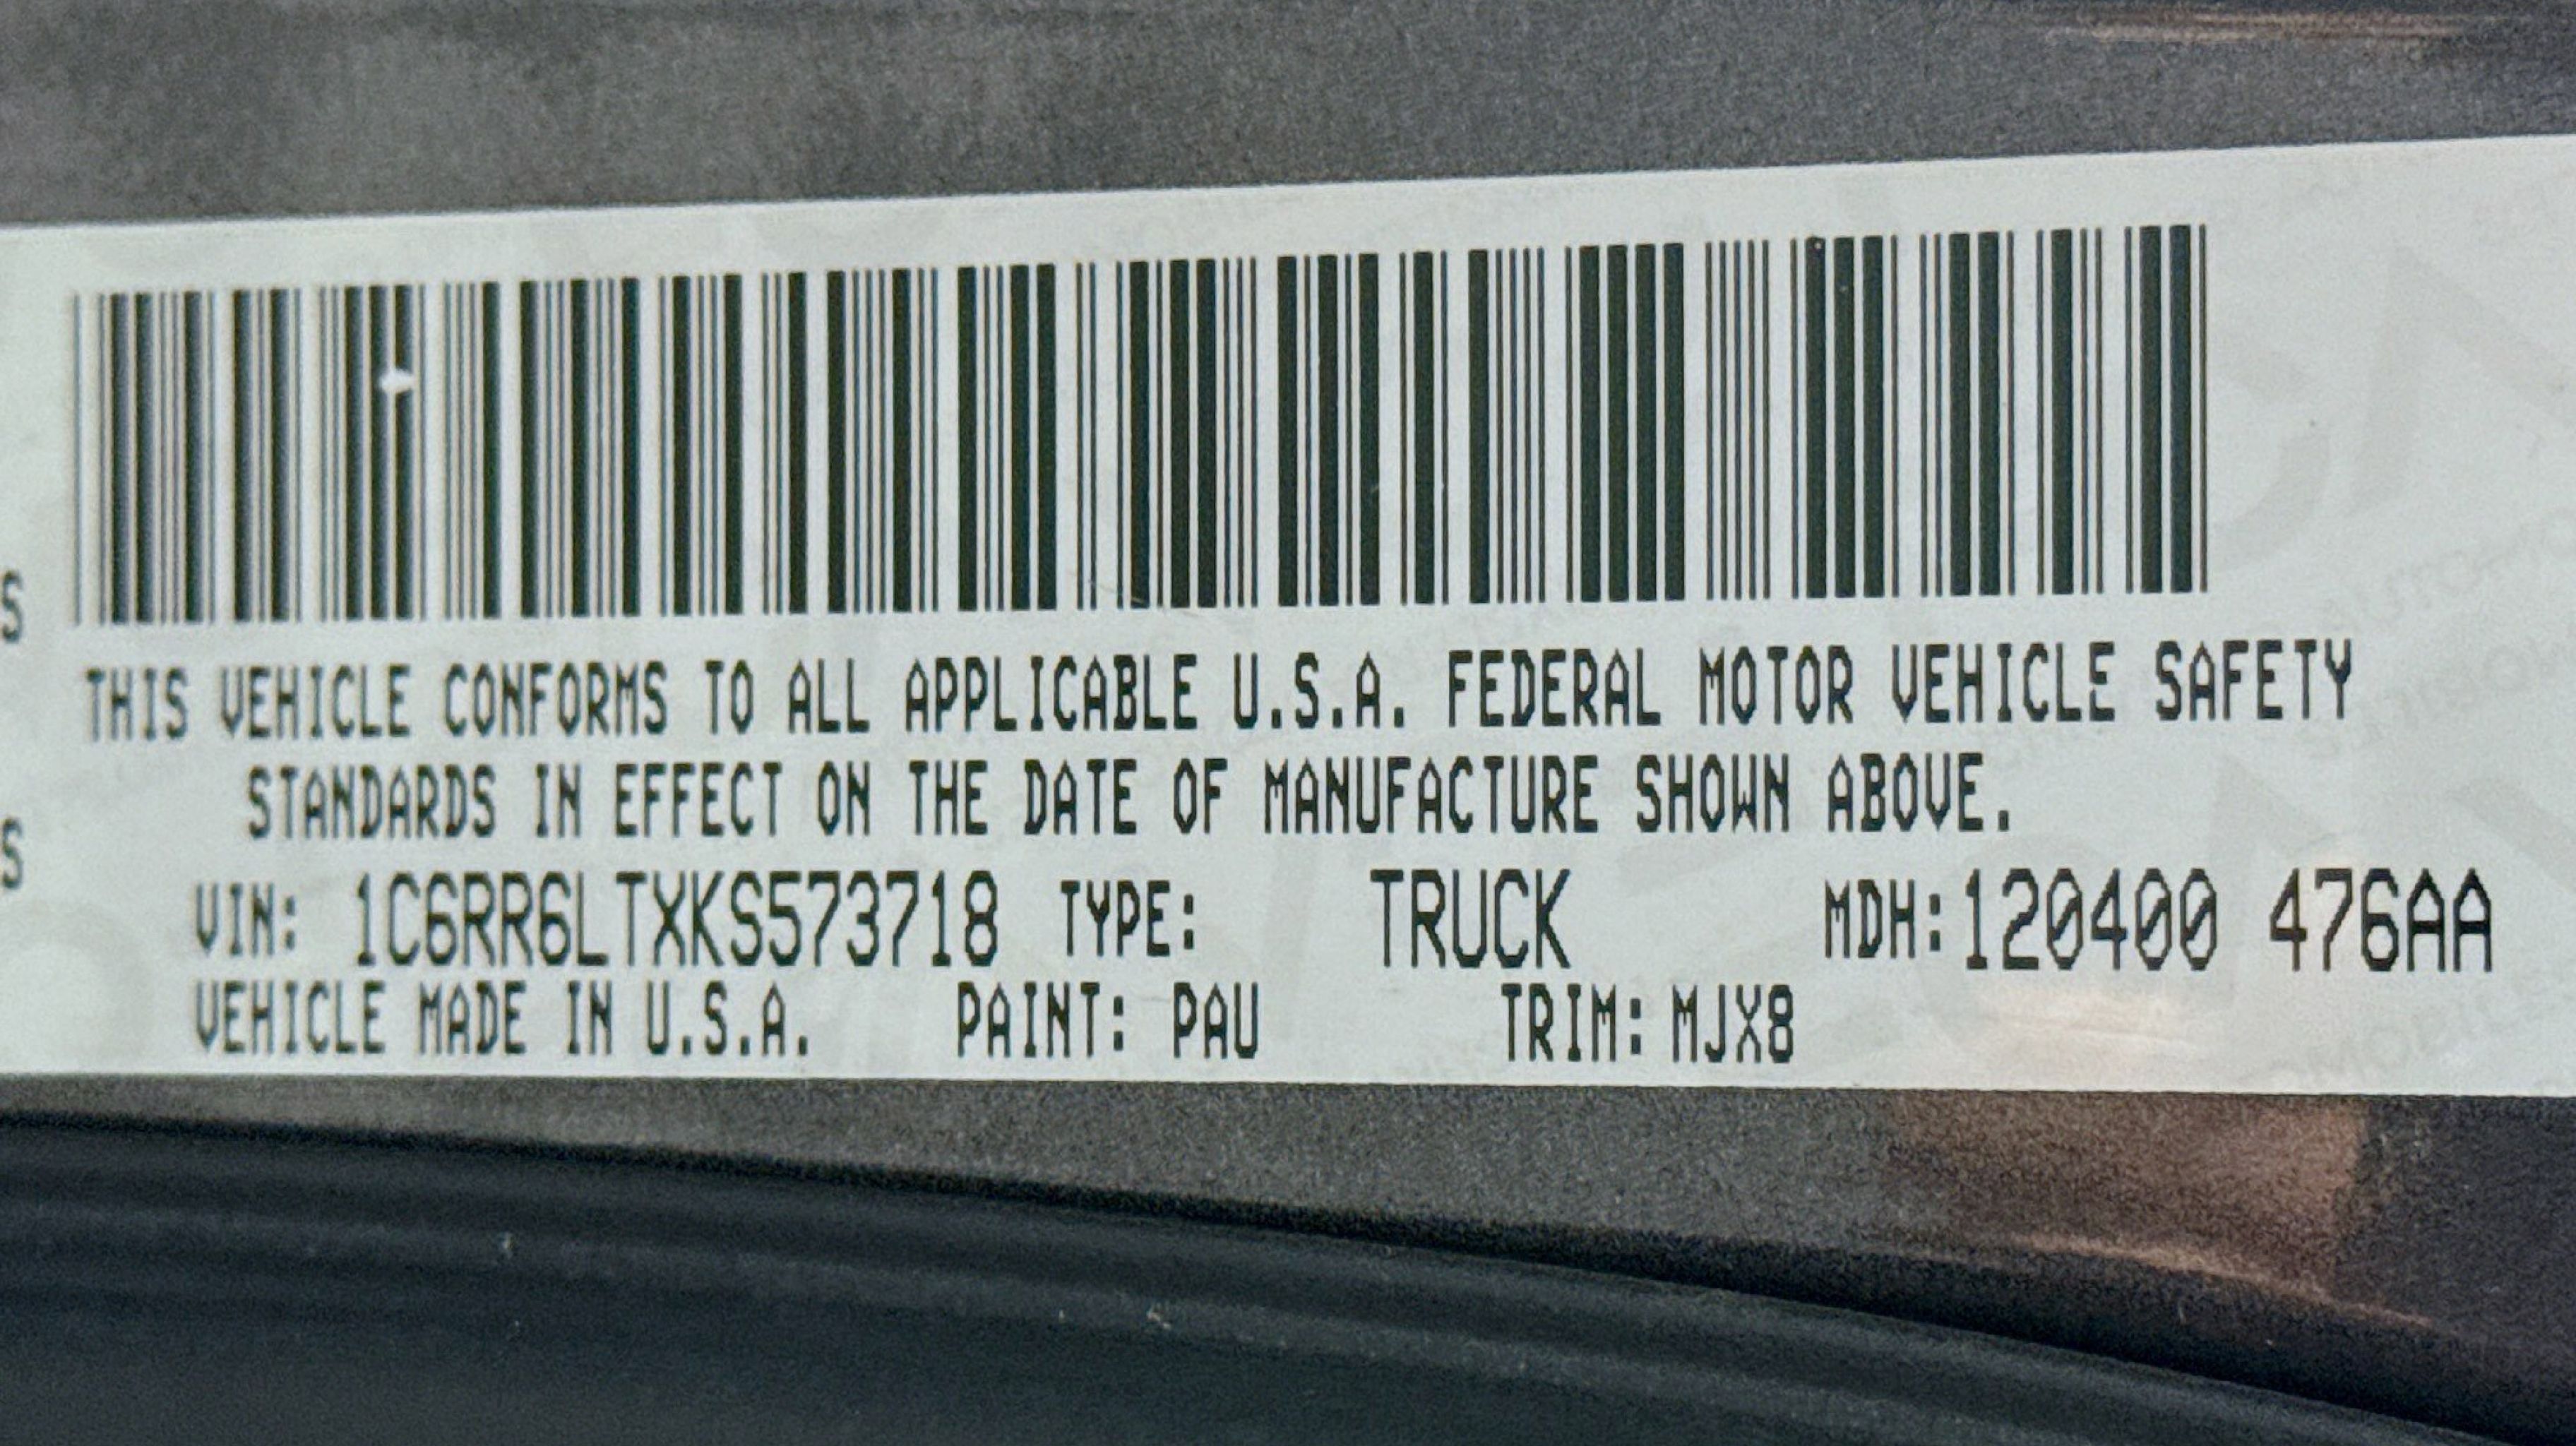 S
THIS VEHICLE CONFORMS TO ALL APPLICABLE U.S.A. FEDERAL MOTOR VEHICLE SAFETY
STANDARDS IN EFFECT ON THE DATE OF MANUFACTURE SHOWN ABOVE.
S
VIN: 1C6RR6LTXKS573718 TYPE: TRUCK MDH:120400 476AA
VEHICLE MADE IN U.S.A. PAINT: PAU TRIM: MJX8